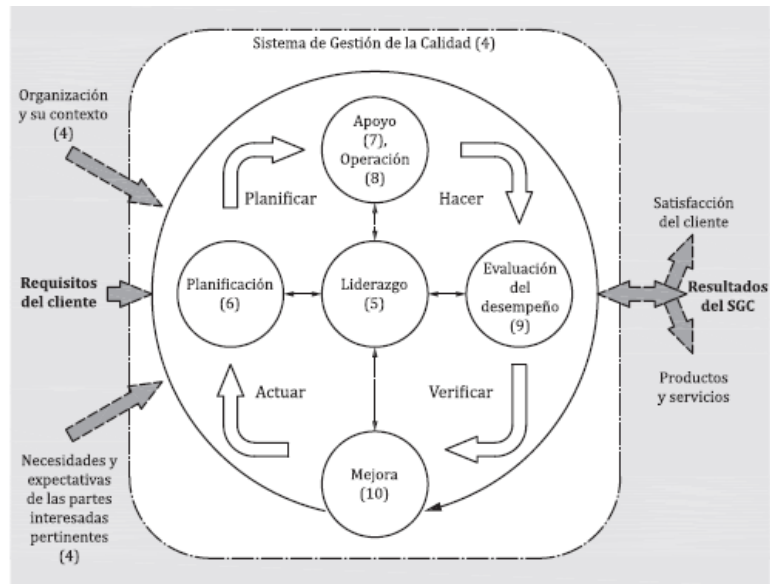 Sistema de Gestión de la Calidad (4)
Organización
y su contexto
(4)
Apoyo
(7),
Operación
(8)
Planificar
Hacer
Satisfacción
del cliente
Requisitos
del cliente
Planificación
(6)
Liderazgo
(5)
Evaluación
del
desempeño
(9)
Resultados
del SGC
Actuar
Verificar
Productos
y servicios
Necesidades y
expectativas
de las partes
interesadas
pertinentes
(4)
Mejora
(10)